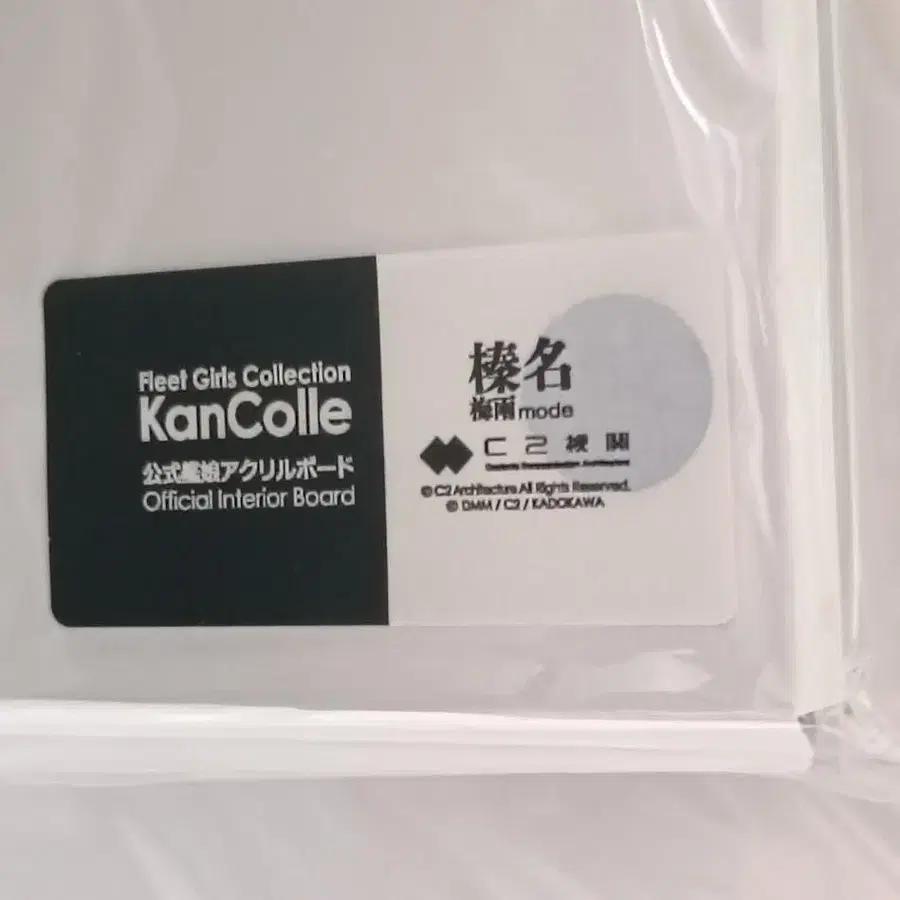 Fleet Girls Collection
KanColle
公式艦娘アクリルボード
Official Interior Board
榛名
梅雨mode
C2機関
© C2 Architecture All Rights Reserved.
© DMM / C2 / KADOKAWA